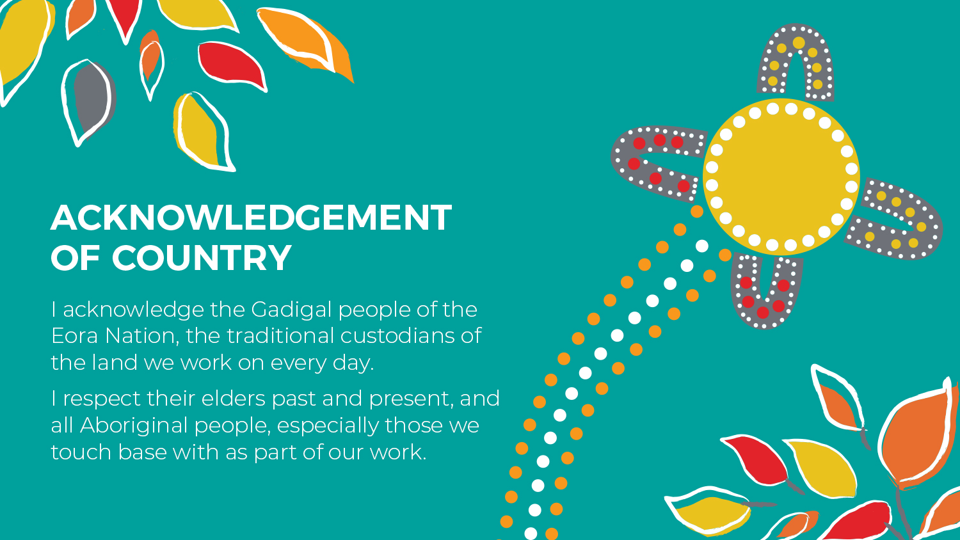 ACKNOWLEDGEMENT
OF COUNTRY
I acknowledge the Gadigal people of the
Eora Nation, the traditional custodians of
the land we work on every day.
I respect their elders past and present, and
all Aboriginal people, especially those we
touch base with as part of our work.